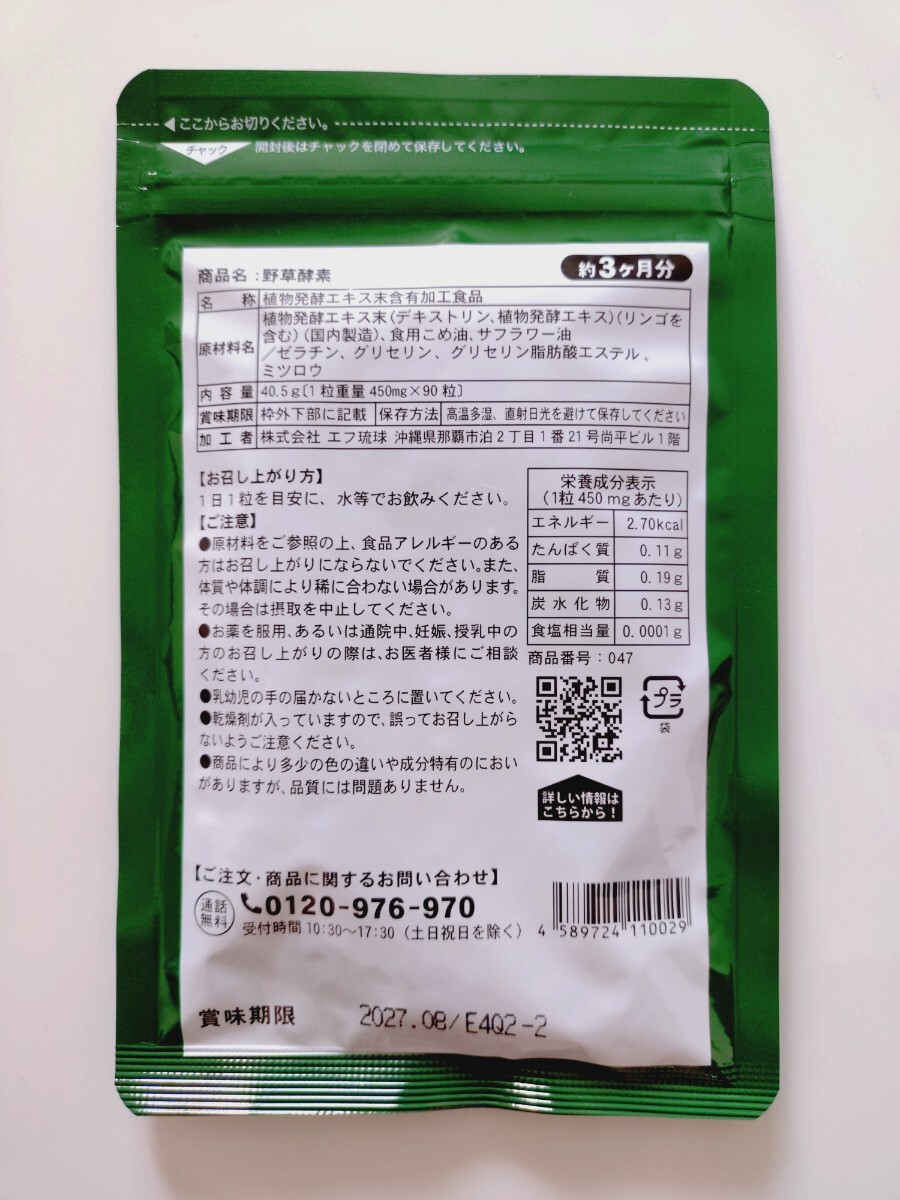 ◀ここからお切りください。
チャック 開封後はチャックを閉めて保存してください。
商品名:野草酵素 約3ヶ月分
名称 植物発酵エキス末含有加工食品
原材料名 植物発酵エキス末(デキストリン、植物発酵エキス)(リンゴを
含む)(国内製造)、食用こめ油、サフラワー油
/ゼラチン、グリセリン、グリセリン脂肪酸エステル、
ミツロウ
内容量 40.5g〔1粒重量 450mg×90粒〕
賞味期限 枠外下部に記載 保存方法 高温多湿、直射日光を避けて保存してください
加工者 株式会社 エフ琉球 沖縄県那覇市泊2丁目1番21号尚平ビル1階
【お召し上がり方】
1日1粒を目安に、水等でお飲みください。
【ご注意】
●原材料をご参照の上、食品アレルギーのある
方はお召し上がりにならないでください。また、
体質や体調により稀に合わない場合があります。
その場合は摂取を中止してください。
●お薬を服用、あるいは通院中、妊娠、授乳中の
方のお召し上がりの際は、お医者様にご相談
ください。
●乳幼児の手の届かないところに置いてください。
●乾燥剤が入っていますので、誤ってお召し上がら
ないようご注意ください。
●商品により多少の色の違いや成分特有のにおい
がありますが、品質には問題ありません。
栄養成分表示
(1粒 450mgあたり)
エネルギー 2.70kcal
たんぱく質 0.11g
脂質 0.19g
炭水化物 0.13g
食塩相当量 0.0001g
商品番号:047
プラ
袋
詳しい情報は
こちらから!
【ご注文・商品に関するお問い合わせ】
通話
無料
0120-976-970
受付時間 10:30~17:30(土日祝日を除く)
4 589724 110029
賞味期限 2027.08/E4Q2-2